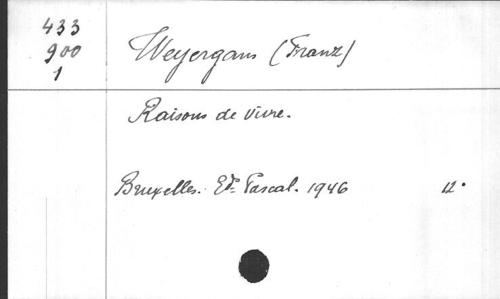 433
900
1
Weyergans (Franz)
Raisons de vivre.
Bruxelles. Ed. Pascal. 1946 12°